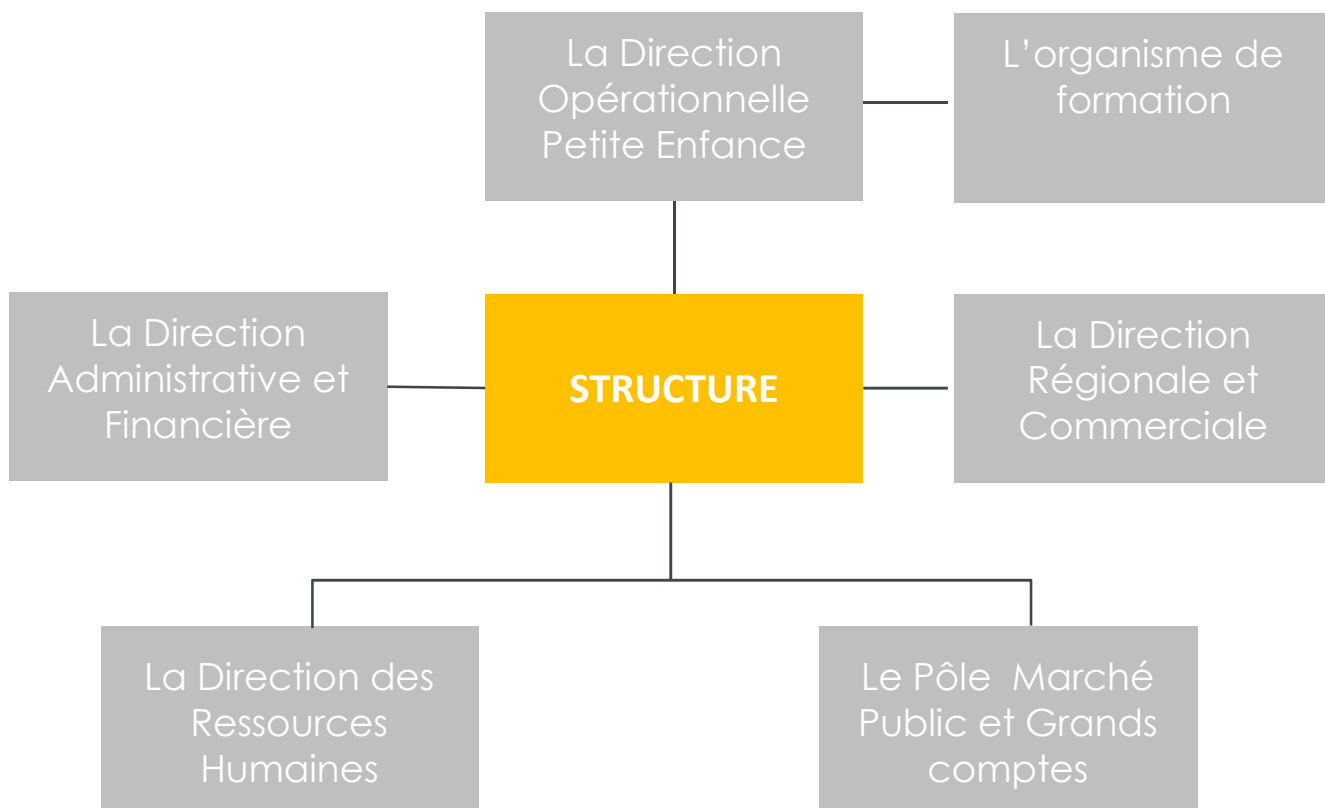 La Direction
Opérationnelle
Petite Enfance
L’organisme de
formation
La Direction
Administrative et
Financière
STRUCTURE
La Direction
Régionale et
Commerciale
La Direction des
Ressources
Humaines
Le Pôle  Marché
Public et Grands
comptes